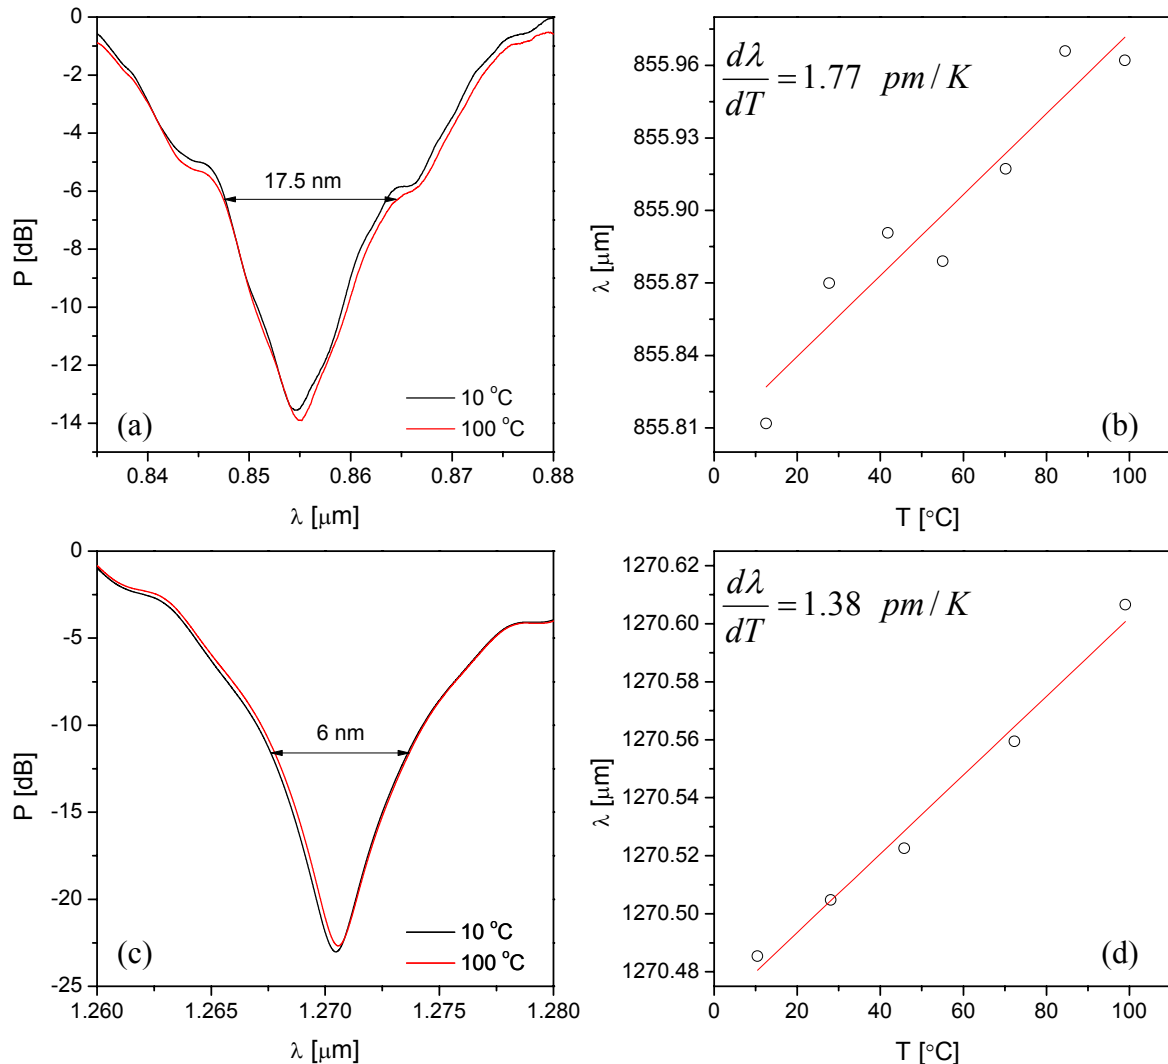 0
-2
-4
-6
-8
-10
-12
-14
P [dB]
17.5 nm
10 °C
100 °C
(a)
0.84 0.85 0.86 0.87 0.88
λ [μm]
855.96
855.93
855.90
855.87
855.84
855.81
λ [μm]
dλ/dT = 1.77 pm / K
(b)
0 20 40 60 80 100
T [°C]
0
-5
-10
-15
-20
-25
P [dB]
6 nm
10 °C
100 °C
(c)
1.260 1.265 1.270 1.275 1.280
λ [μm]
1270.62
1270.60
1270.58
1270.56
1270.54
1270.52
1270.50
1270.48
λ [μm]
dλ/dT = 1.38 pm / K
(d)
0 20 40 60 80 100
T [°C]